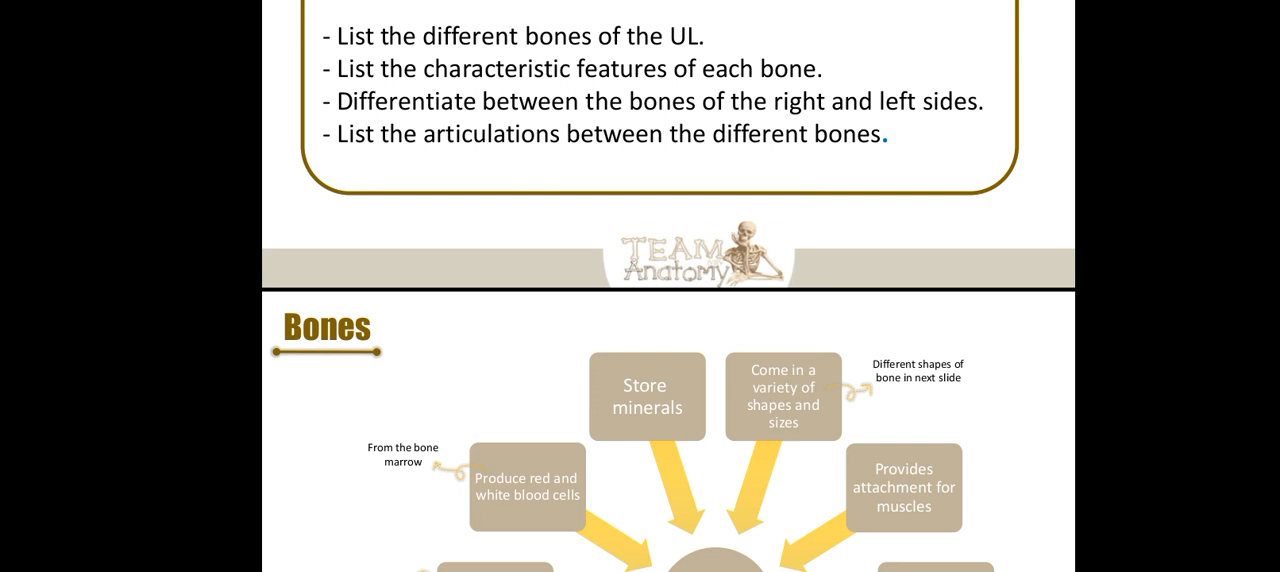 - List the different bones of the UL.
- List the characteristic features of each bone.
- Differentiate between the bones of the right and left sides.
- List the articulations between the different bones.
TEAM
Anatomy
Bones
Store
minerals
Come in a
variety of
shapes and
sizes
Different shapes of
bone in next slide
From the bone
marrow
Produce red and
white blood cells
Provides
attachment for
muscles